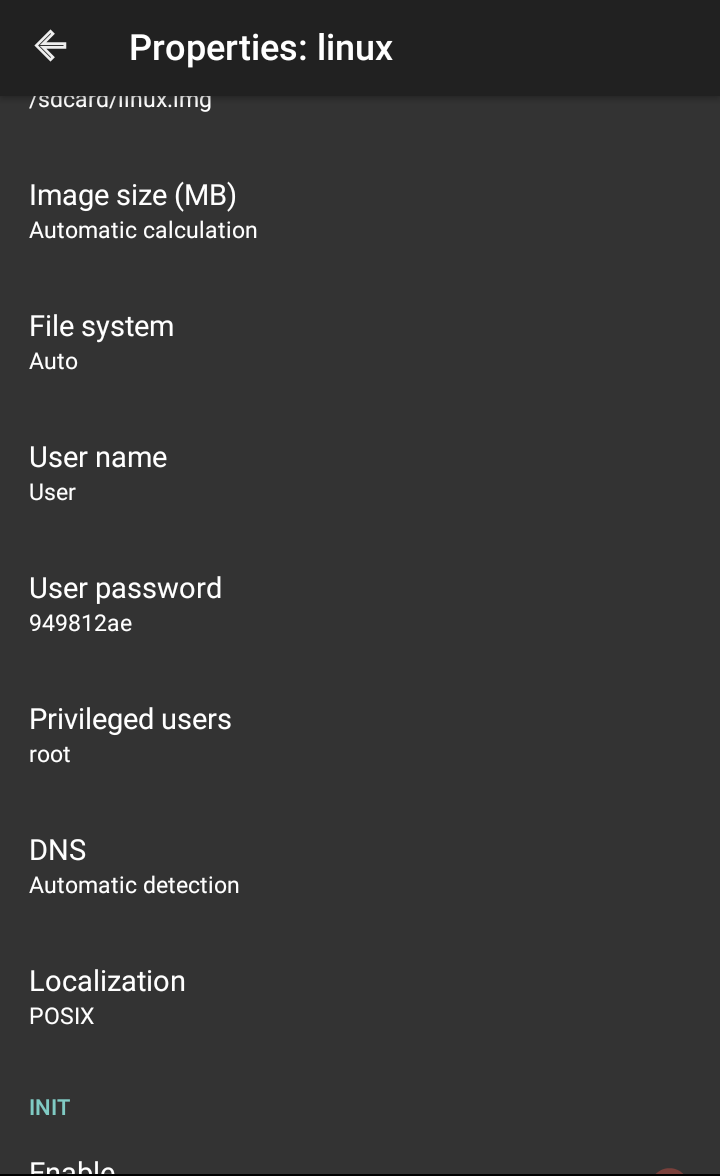 Properties: linux
/sdcard/linux.img
Image size (MB)
Automatic calculation
File system
Auto
User name
User
User password
949812ae
Privileged users
root
DNS
Automatic detection
Localization
POSIX
INIT
Enable